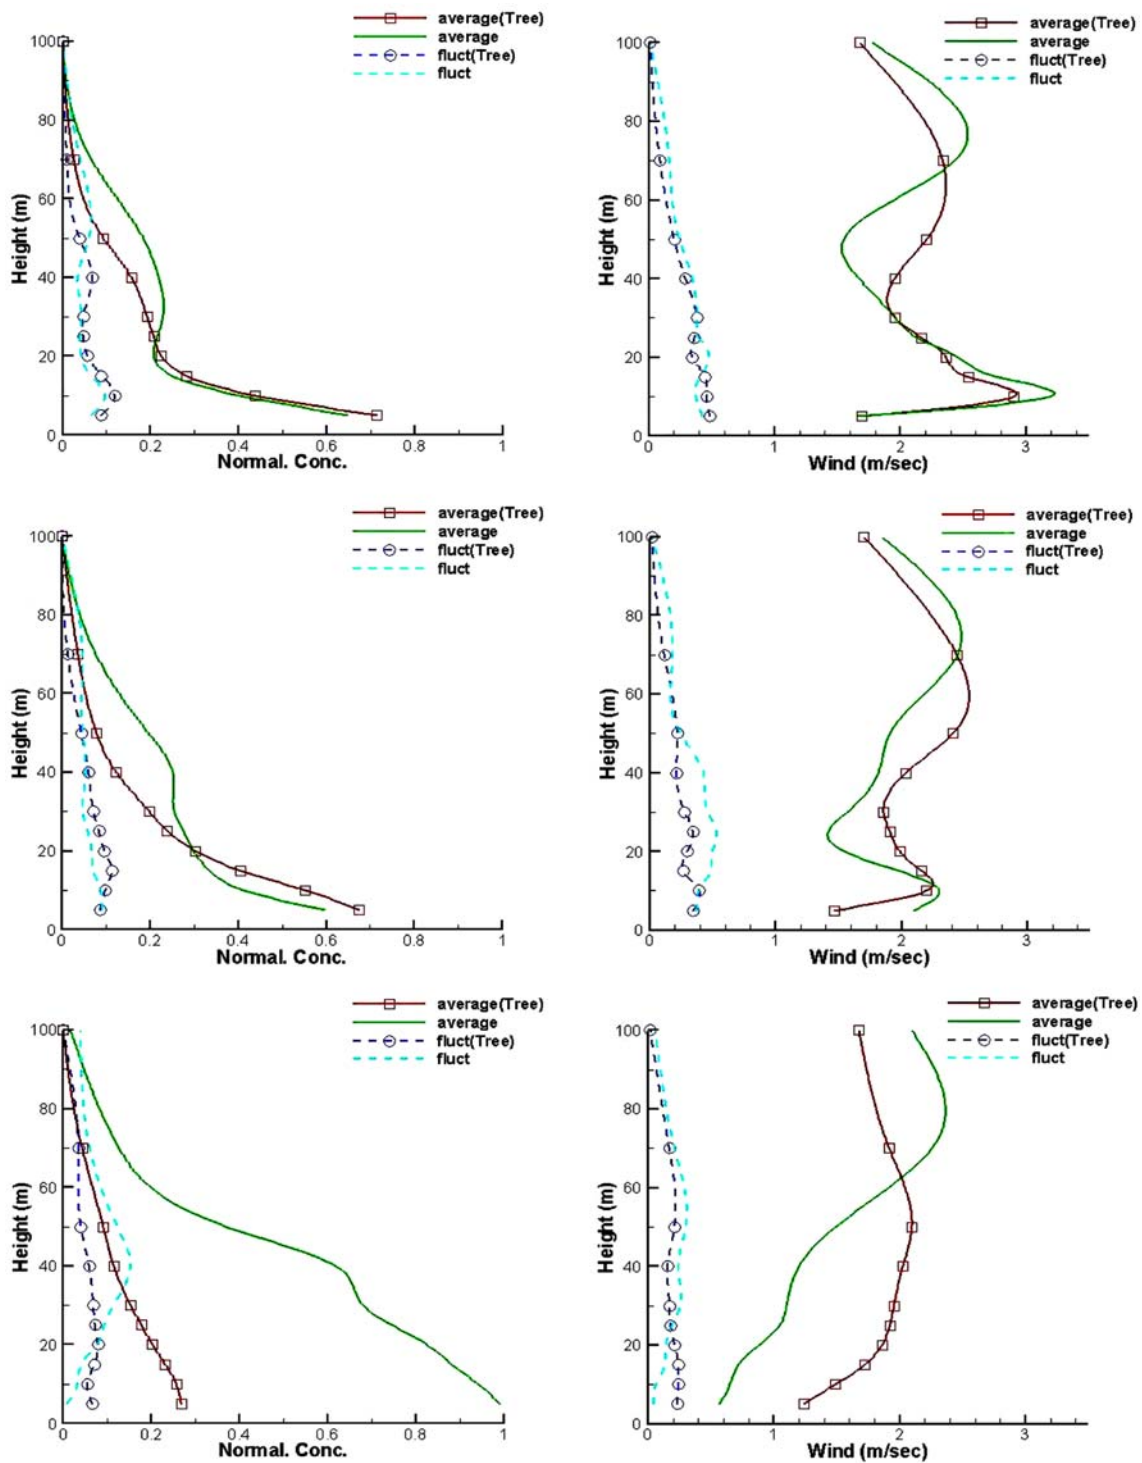 average(Tree)
average
fluct(Tree)
fluct
Height (m)
100
80
60
40
20
0
0 0.2 0.4 0.6 0.8 1
Normal. Conc.
average(Tree)
average
fluct(Tree)
fluct
Height (m)
100
80
60
40
20
0
0 1 2 3
Wind (m/sec)
average(Tree)
average
fluct(Tree)
fluct
Height (m)
100
80
60
40
20
0
0 0.2 0.4 0.6 0.8 1
Normal. Conc.
average(Tree)
average
fluct(Tree)
fluct
Height (m)
100
80
60
40
20
0
0 1 2 3
Wind (m/sec)
average(Tree)
average
fluct(Tree)
fluct
Height (m)
100
80
60
40
20
0
0 0.2 0.4 0.6 0.8 1
Normal. Conc.
average(Tree)
average
fluct(Tree)
fluct
Height (m)
100
80
60
40
20
0
0 1 2 3
Wind (m/sec)